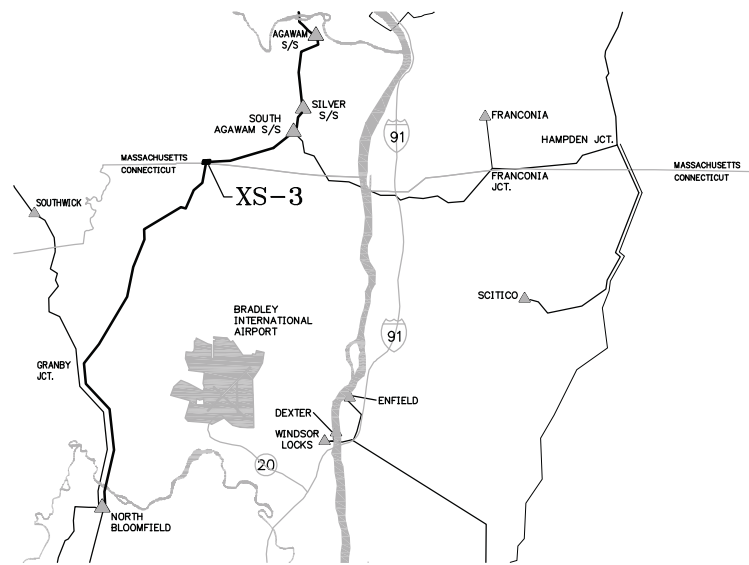 AGAWAM
S/S
SILVER
S/S
SOUTH
AGAWAM S/S
91
FRANCONIA
HAMPDEN JCT.
MASSACHUSETTS
CONNECTICUT
FRANCONIA
JCT.
MASSACHUSETTS
CONNECTICUT
SOUTHWICK
XS-3
SCITICO
BRADLEY
INTERNATIONAL
AIRPORT
91
GRANBY
JCT.
ENFIELD
DEXTER
WINDSOR
LOCKS
20
NORTH
BLOOMFIELD